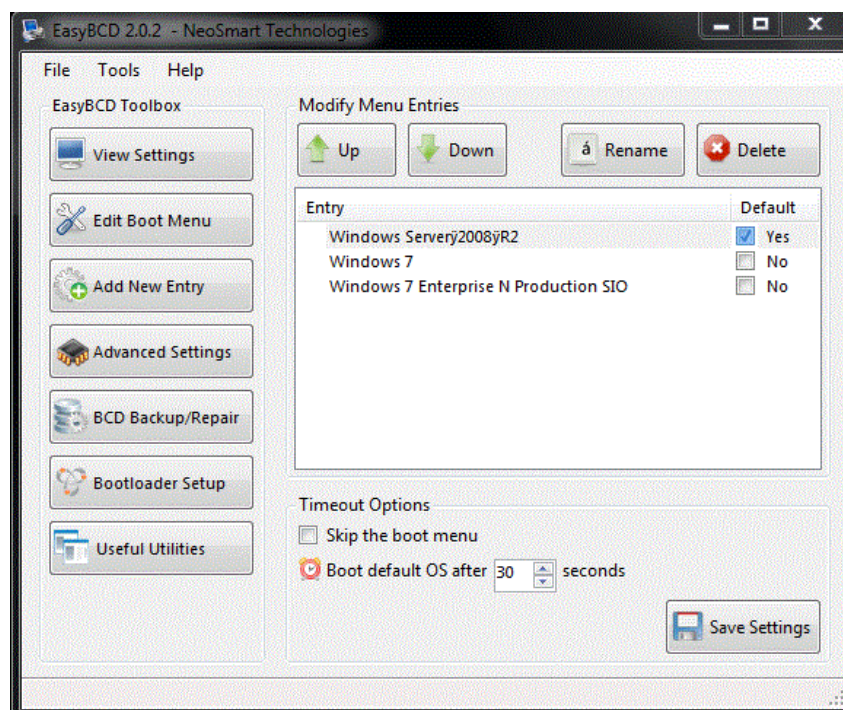 EasyBCD 2.0.2 - NeoSmart Technologies
File Tools Help
EasyBCD Toolbox
View Settings
Edit Boot Menu
Add New Entry
Advanced Settings
BCD Backup/Repair
Bootloader Setup
Useful Utilities
Modify Menu Entries
Up Down á Rename Delete
Entry Default
Windows Serverÿ2008ÿR2 Yes
Windows 7 No
Windows 7 Enterprise N Production SIO No
Timeout Options
Skip the boot menu
Boot default OS after 30 seconds
Save Settings